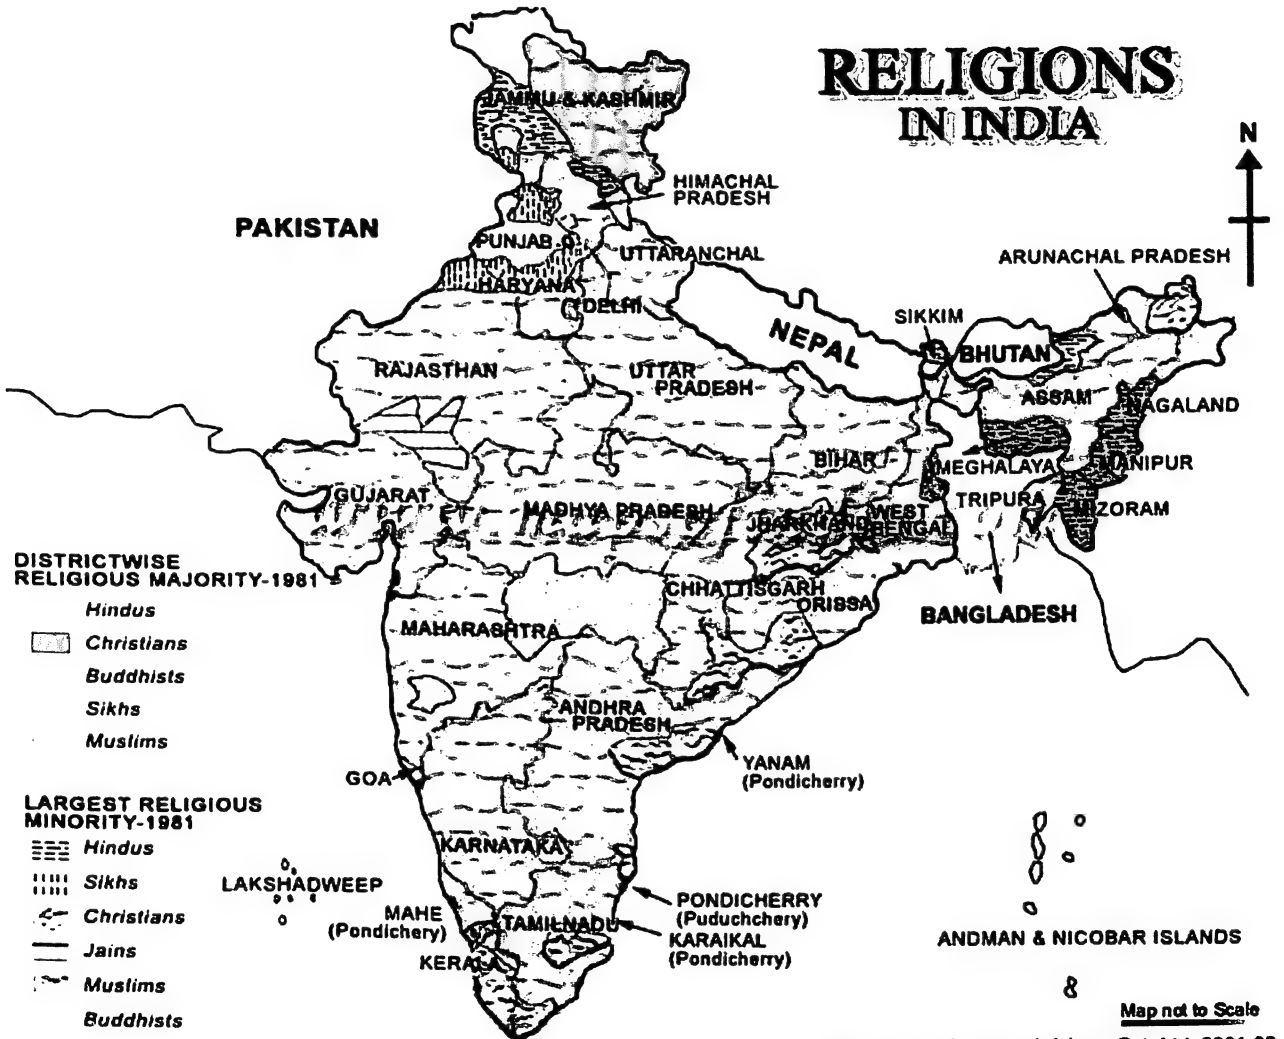 RELIGIONS
IN INDIA
N
JAMMU & KASHMIR
HIMACHAL
PRADESH
PAKISTAN
PUNJAB
UTTARANCHAL
ARUNACHAL PRADESH
HARYANA
DELHI
SIKKIM
NEPAL
BHUTAN
RAJASTHAN
UTTAR
PRADESH
ASSAM
NAGALAND
BIHAR
MEGHALAYA
MANIPUR
GUJARAT
MADHYA PRADESH
JHARKHAND
WEST
BENGAL
TRIPURA
MIZORAM
CHHATTISGARH
ORISSA
BANGLADESH
MAHARASHTRA
ANDHRA
PRADESH
YANAM
(Pondicherry)
GOA
KARNATAKA
LAKSHADWEEP
MAHE
(Pondichery)
PONDICHERRY
(Puduchchery)
TAMILNADU
KARAIKAL
(Pondicherry)
KERALA
ANDMAN & NICOBAR ISLANDS
DISTRICTWISE
RELIGIOUS MAJORITY-1981
Hindus
Christians
Buddhists
Sikhs
Muslims
LARGEST RELIGIOUS
MINORITY-1981
Hindus
Sikhs
Christians
Jains
Muslims
Buddhists
Map not to Scale